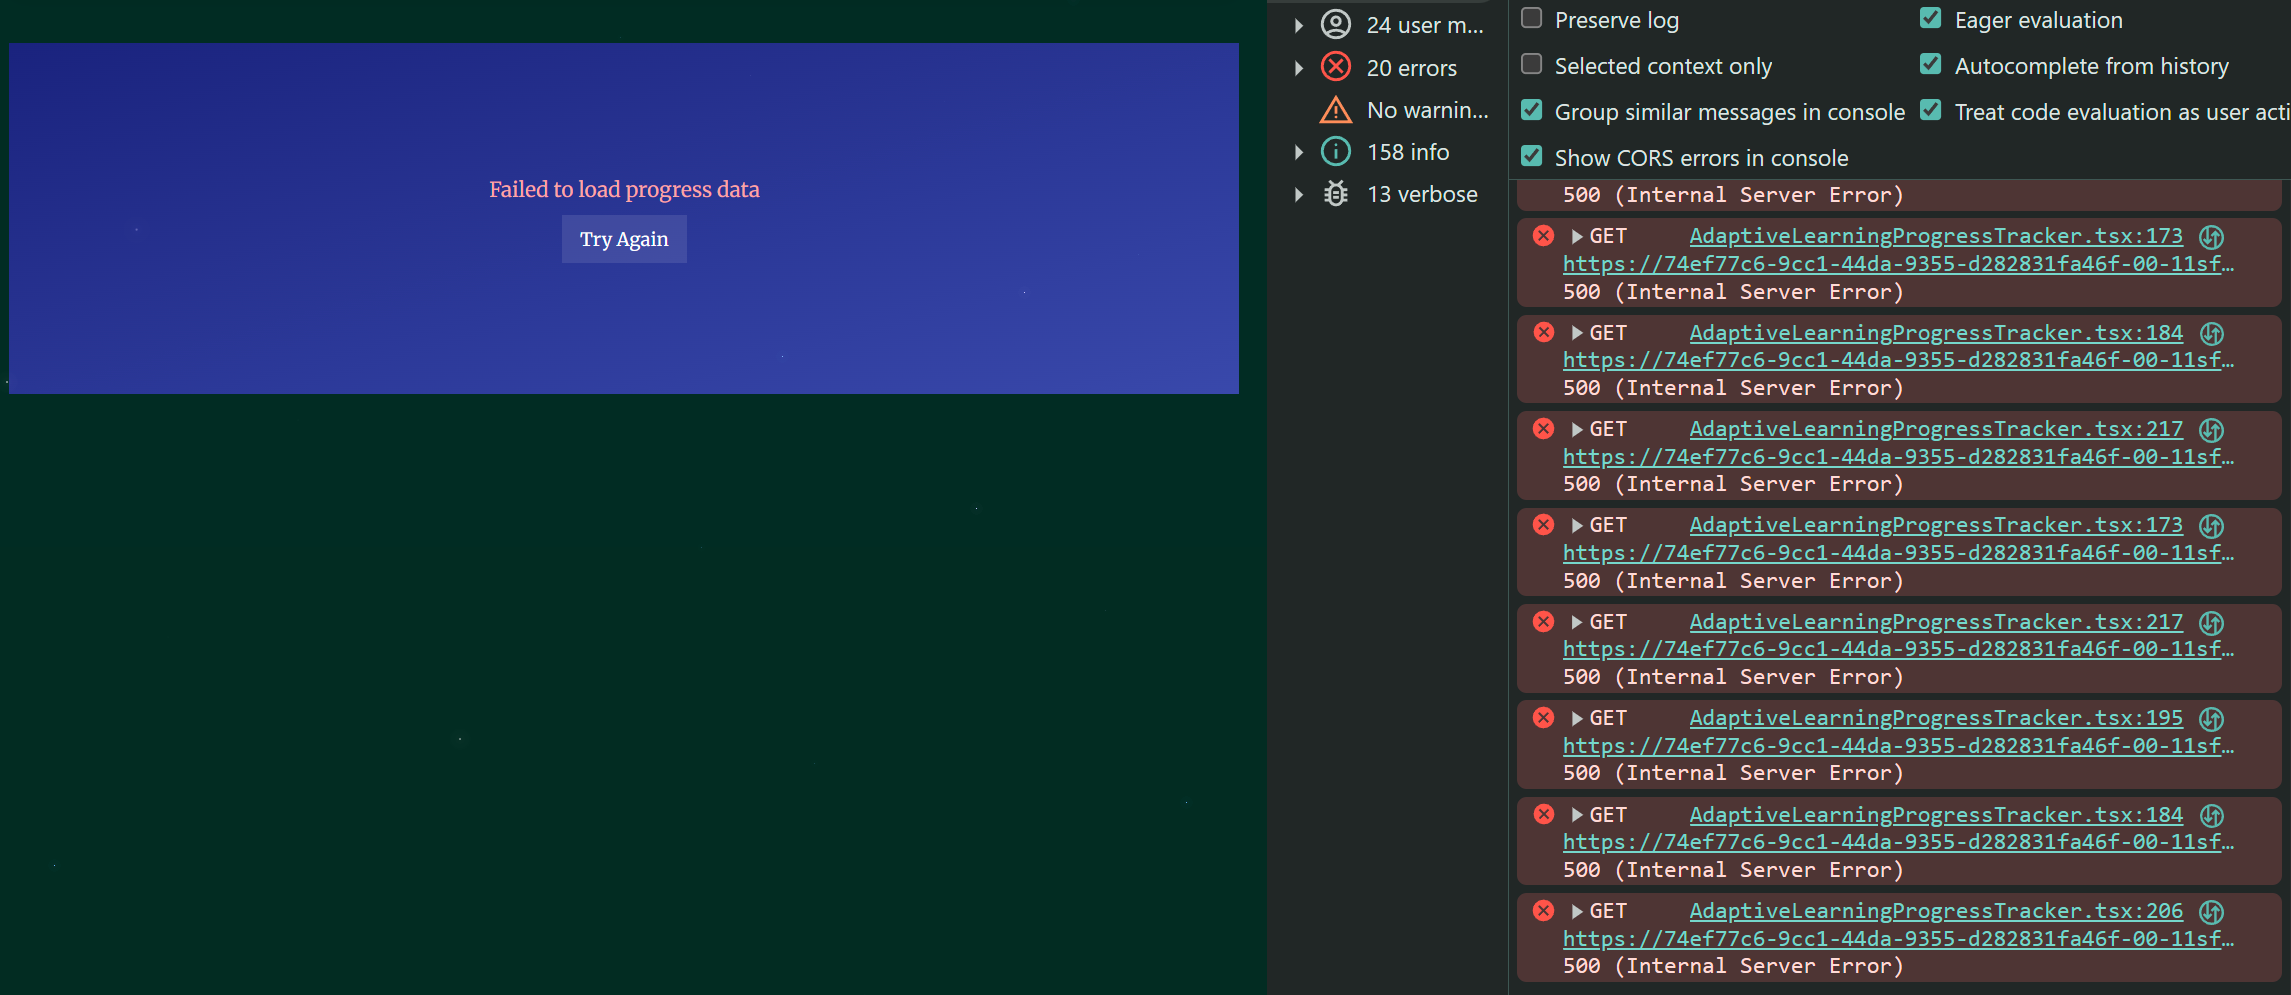 Failed to load progress data
Try Again
24 user m...
20 errors
No warnin...
158 info
13 verbose
Preserve log
Eager evaluation
Selected context only
Autocomplete from history
Group similar messages in console
Treat code evaluation as user acti
Show CORS errors in console
500 (Internal Server Error)
GET AdaptiveLearningProgressTracker.tsx:173
https://74ef77c6-9cc1-44da-9355-d282831fa46f-00-11sf…
500 (Internal Server Error)
GET AdaptiveLearningProgressTracker.tsx:184
https://74ef77c6-9cc1-44da-9355-d282831fa46f-00-11sf…
500 (Internal Server Error)
GET AdaptiveLearningProgressTracker.tsx:217
https://74ef77c6-9cc1-44da-9355-d282831fa46f-00-11sf…
500 (Internal Server Error)
GET AdaptiveLearningProgressTracker.tsx:173
https://74ef77c6-9cc1-44da-9355-d282831fa46f-00-11sf…
500 (Internal Server Error)
GET AdaptiveLearningProgressTracker.tsx:217
https://74ef77c6-9cc1-44da-9355-d282831fa46f-00-11sf…
500 (Internal Server Error)
GET AdaptiveLearningProgressTracker.tsx:195
https://74ef77c6-9cc1-44da-9355-d282831fa46f-00-11sf…
500 (Internal Server Error)
GET AdaptiveLearningProgressTracker.tsx:184
https://74ef77c6-9cc1-44da-9355-d282831fa46f-00-11sf…
500 (Internal Server Error)
GET AdaptiveLearningProgressTracker.tsx:206
https://74ef77c6-9cc1-44da-9355-d282831fa46f-00-11sf…
500 (Internal Server Error)